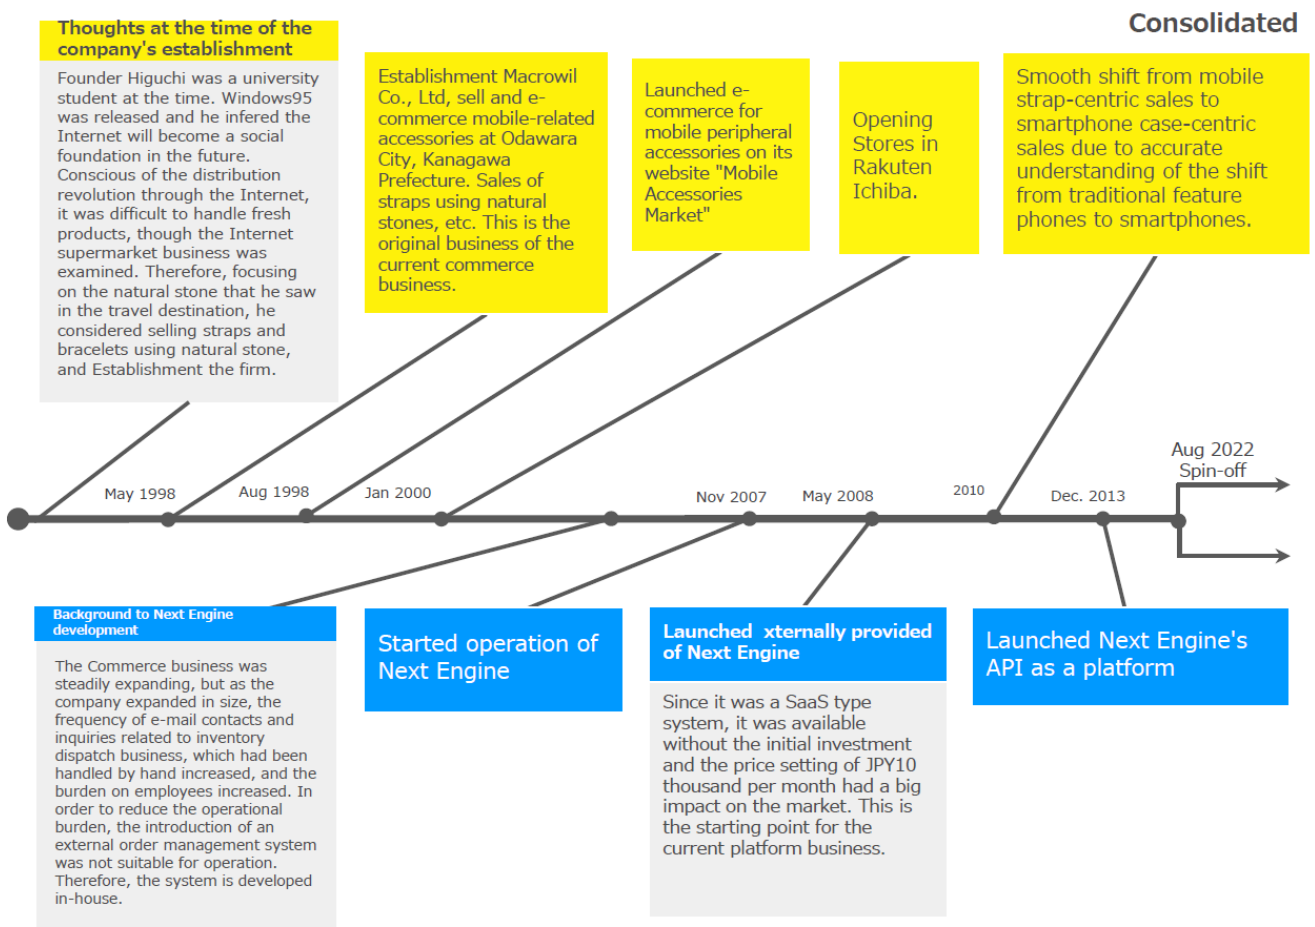 Consolidated
Thoughts at the time of the
company's establishment
Founder Higuchi was a university
student at the time. Windows95
was released and he infered the
Internet will become a social
foundation in the future.
Conscious of the distribution
revolution through the Internet,
it was difficult to handle fresh
products, though the Internet
supermarket business was
examined. Therefore, focusing
on the natural stone that he saw
in the travel destination, he
considered selling straps and
bracelets using natural stone,
and Establishment the firm.
Establishment Macrowil
Co., Ltd, sell and e-
commerce mobile-related
accessories at Odawara
City, Kanagawa
Prefecture. Sales of
straps using natural
stones, etc. This is the
original business of the
current commerce
business.
Launched e-
commerce for
mobile peripheral
accessories on its
website "Mobile
Accessories
Market"
Opening
Stores in
Rakuten
Ichiba.
Smooth shift from mobile
strap-centric sales to
smartphone case-centric
sales due to accurate
understanding of the shift
from traditional feature
phones to smartphones.
May 1998
Aug 1998
Jan 2000
Nov 2007
May 2008
2010
Dec. 2013
Aug 2022
Spin-off
Background to Next Engine
development
The Commerce business was
steadily expanding, but as the
company expanded in size, the
frequency of e-mail contacts and
inquiries related to inventory
dispatch business, which had been
handled by hand increased, and the
burden on employees increased. In
order to reduce the operational
burden, the introduction of an
external order management system
was not suitable for operation.
Therefore, the system is developed
in-house.
Started operation of
Next Engine
Launched xternally provided
of Next Engine
Since it was a SaaS type
system, it was available
without the initial investment
and the price setting of JPY10
thousand per month had a big
impact on the market. This is
the starting point for the
current platform business.
Launched Next Engine's
API as a platform